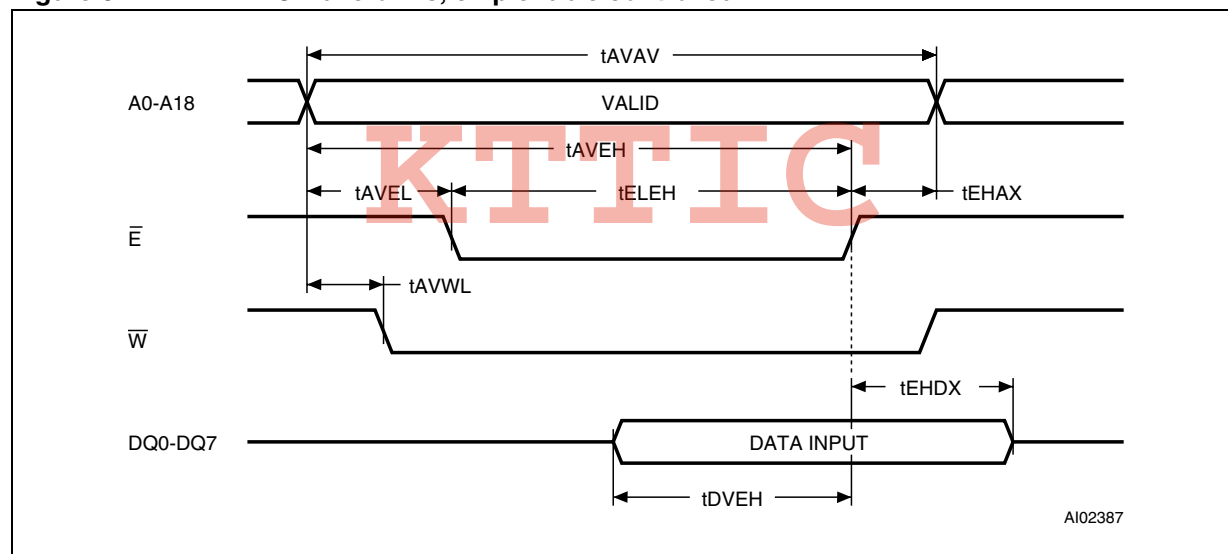 tAVAV
A0-A18
VALID
KTTIC
tAVEH
tAVEL
tELEH
tEHAX
E̅
tAVWL
W̅
tEHDX
DQ0-DQ7
DATA INPUT
tDVEH
AI02387